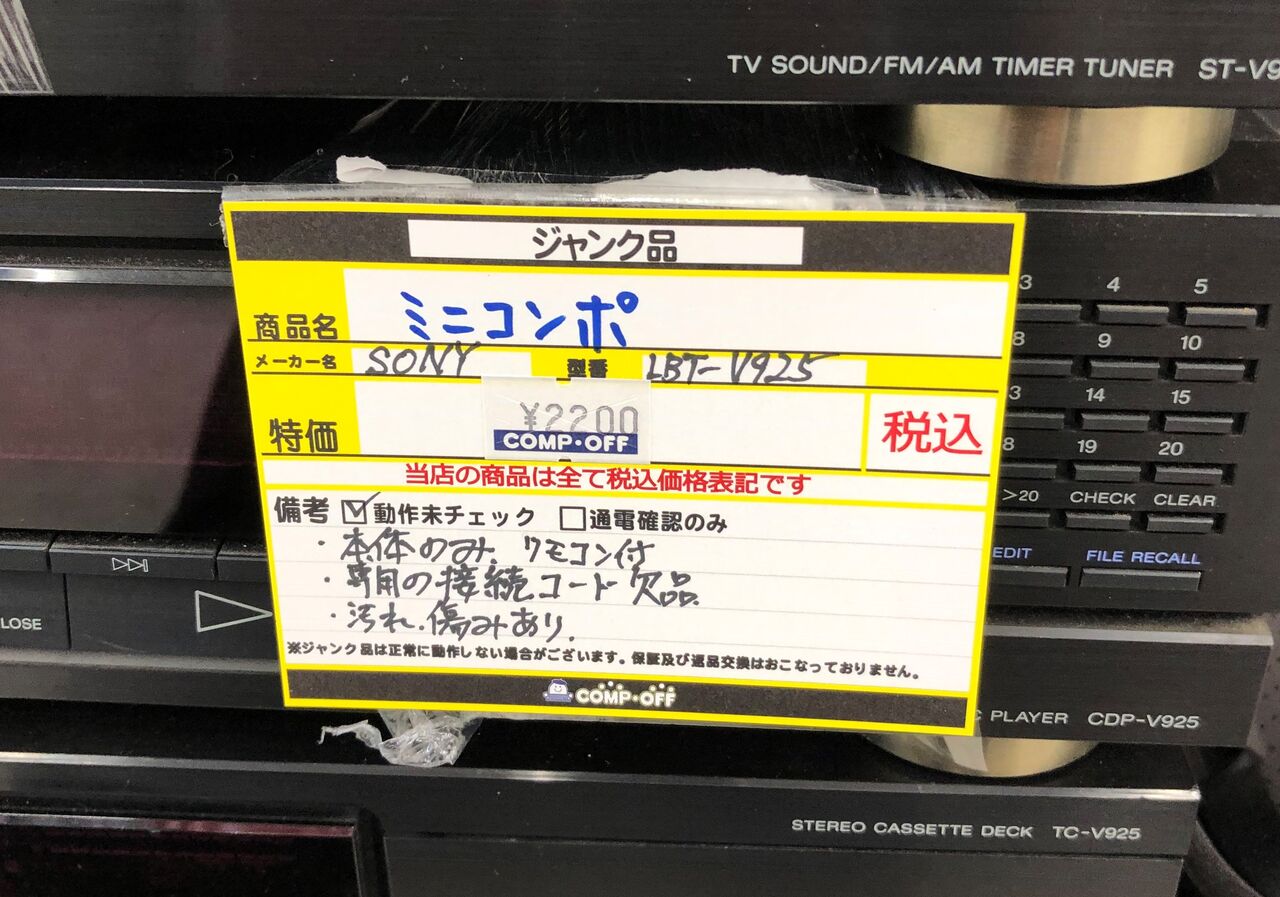 TV SOUND/FM/AM TIMER TUNER ST-V9
ジャンク品
商品名 ミニコンポ
メーカー名 SONY 型番 LBT-V925
特価 ¥2200 税込
COMP・OFF
当店の商品は全て税込価格表記です
備考 ☑動作未チェック □通電確認のみ
・本体のみ、リモコン付
・専用の接続コード欠品
・汚れ、傷みあり.
※ジャンク品は正常に動作しない場合がございます。保証及び返品交換はおこなっておりません。
COMP・OFF
3 4 5
8 9 10
3 14 15
8 19 20
>20 CHECK CLEAR
EDIT FILE RECALL
LOSE
C PLAYER CDP-V925
STEREO CASSETTE DECK TC-V925